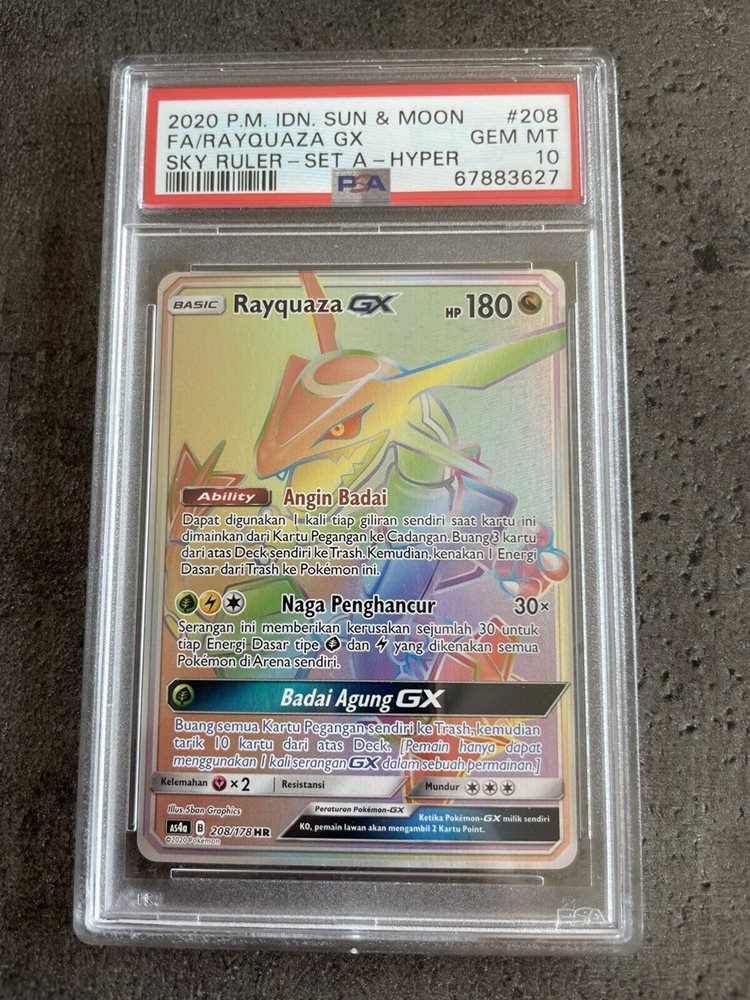 2020 P.M. IDN. SUN & MOON #208
FA/RAYQUAZA GX GEM MT
SKY RULER-SET A-HYPER 10
PSA 67883627
BASIC Rayquaza GX HP 180
Ability Angin Badai
Dapat digunakan 1 kali tiap giliran sendiri saat kartu ini
dimainkan dari Kartu Pegangan ke Cadangan. Buang 3 kartu
dari atas Deck sendiri ke Trash. Kemudian, kenakan 1 Energi
Dasar dari Trash ke Pokémon ini.
Naga Penghancur 30×
Serangan ini memberikan kerusakan sejumlah 30 untuk
tiap Energi Dasar tipe dan yang dikenakan semua
Pokémon di Arena sendiri.
Badai Agung GX
Buang semua Kartu Pegangan sendiri ke Trash, kemudian
tarik 10 kartu dari atas Deck. [Pemain hanya dapat
menggunakan 1 kali serangan GX dalam sebuah permainan.]
Kelemahan ×2 Resistansi Mundur
Illus. 5ban Graphics
Peraturan Pokémon-GX Ketika Pokémon-GX milik sendiri
KO, pemain lawan akan mengambil 2 Kartu Point.
AS4a B 208/178 HR
©2020 Pokémon
PSA